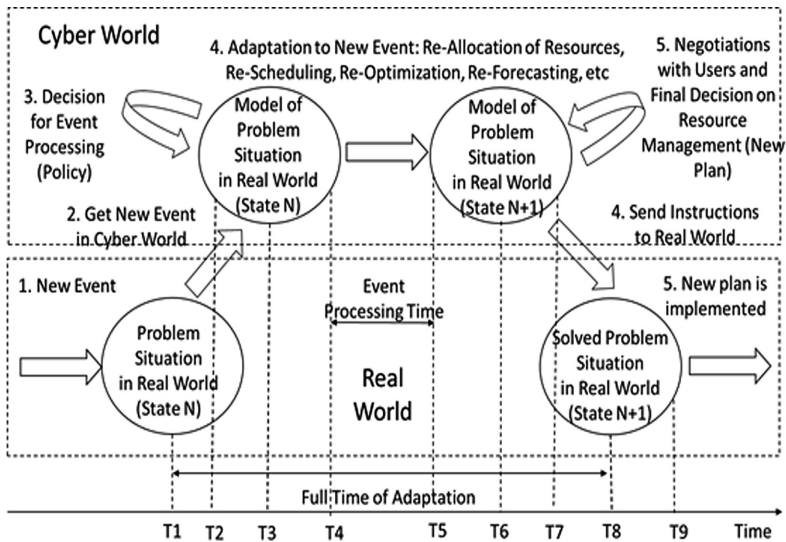 Cyber World
4. Adaptation to New Event: Re-Allocation of Resources,
Re-Scheduling, Re-Optimization, Re-Forecasting, etc
5. Negotiations
with Users and
Final Decision on
Resource
Management (New
Plan)
3. Decision
for Event
Processing
(Policy)
Model of
Problem
Situation
in Real World
(State N)
Model of
Problem
Situation
in Real World
(State N+1)
2. Get New Event
in Cyber World
4. Send Instructions
to Real World
1. New Event
Event
Processing Time
5. New plan is
implemented
Problem
Situation
in Real World
(State N)
Real
World
Solved Problem
Situation
in Real World
(State N+1)
Full Time of Adaptation
T1 T2 T3 T4 T5 T6 T7 T8 T9 Time